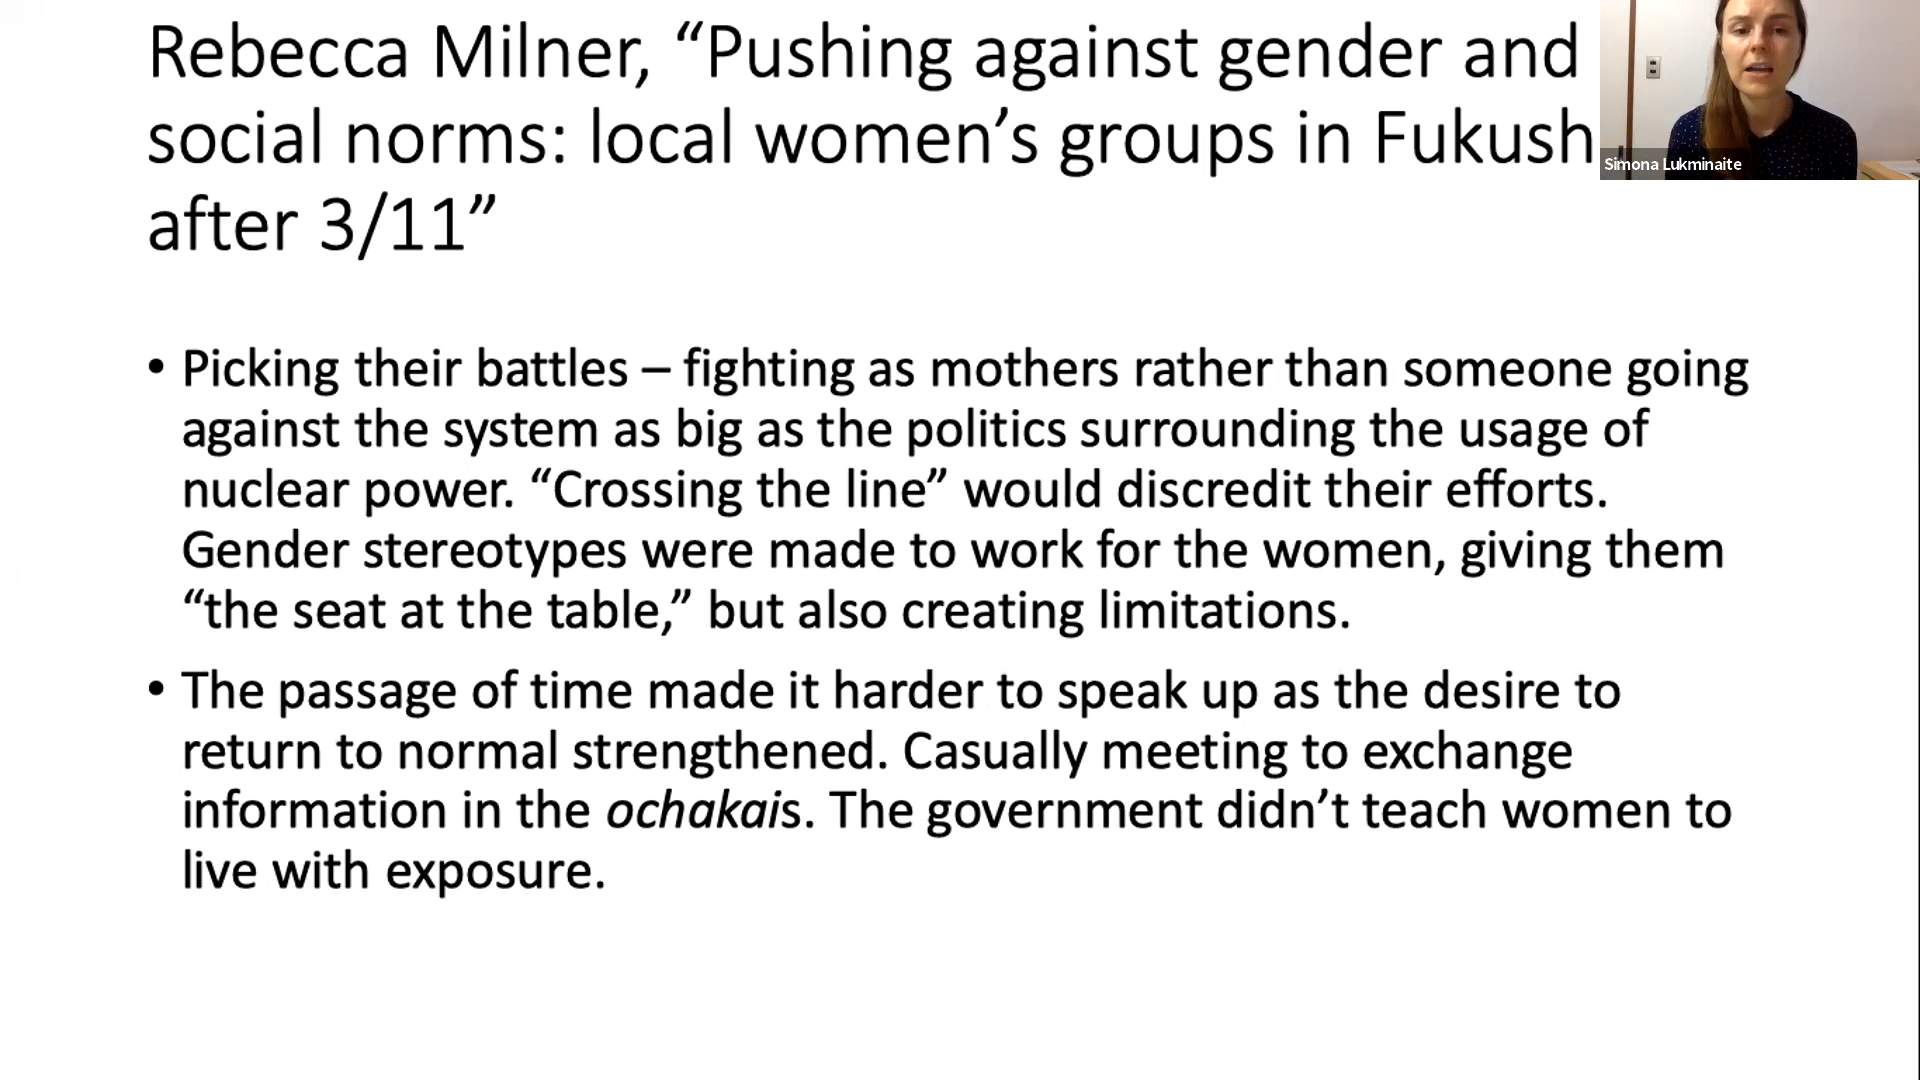 Rebecca Milner, “Pushing against gender and
social norms: local women’s groups in Fukush
after 3/11”
Simona Lukminaite
• Picking their battles – fighting as mothers rather than someone going
against the system as big as the politics surrounding the usage of
nuclear power. “Crossing the line” would discredit their efforts.
Gender stereotypes were made to work for the women, giving them
“the seat at the table,” but also creating limitations.
• The passage of time made it harder to speak up as the desire to
return to normal strengthened. Casually meeting to exchange
information in the ochakais. The government didn’t teach women to
live with exposure.